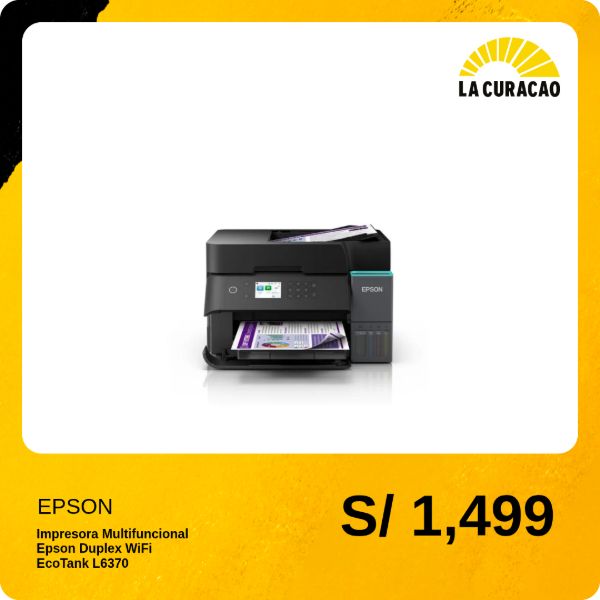 LA CURACAO
EPSON
EPSON
Impresora Multifuncional
Epson Duplex WiFi
EcoTank L6370
S/ 1,499